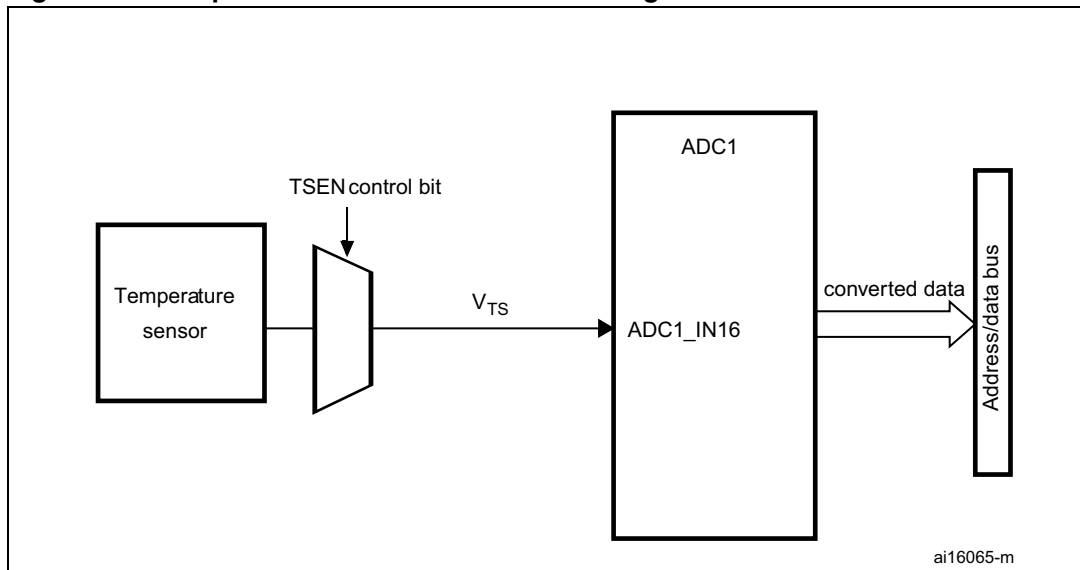 TSEN control bit
Temperature
sensor
V_TS
ADC1
ADC1_IN16
converted data
Address/data bus
ai16065-m